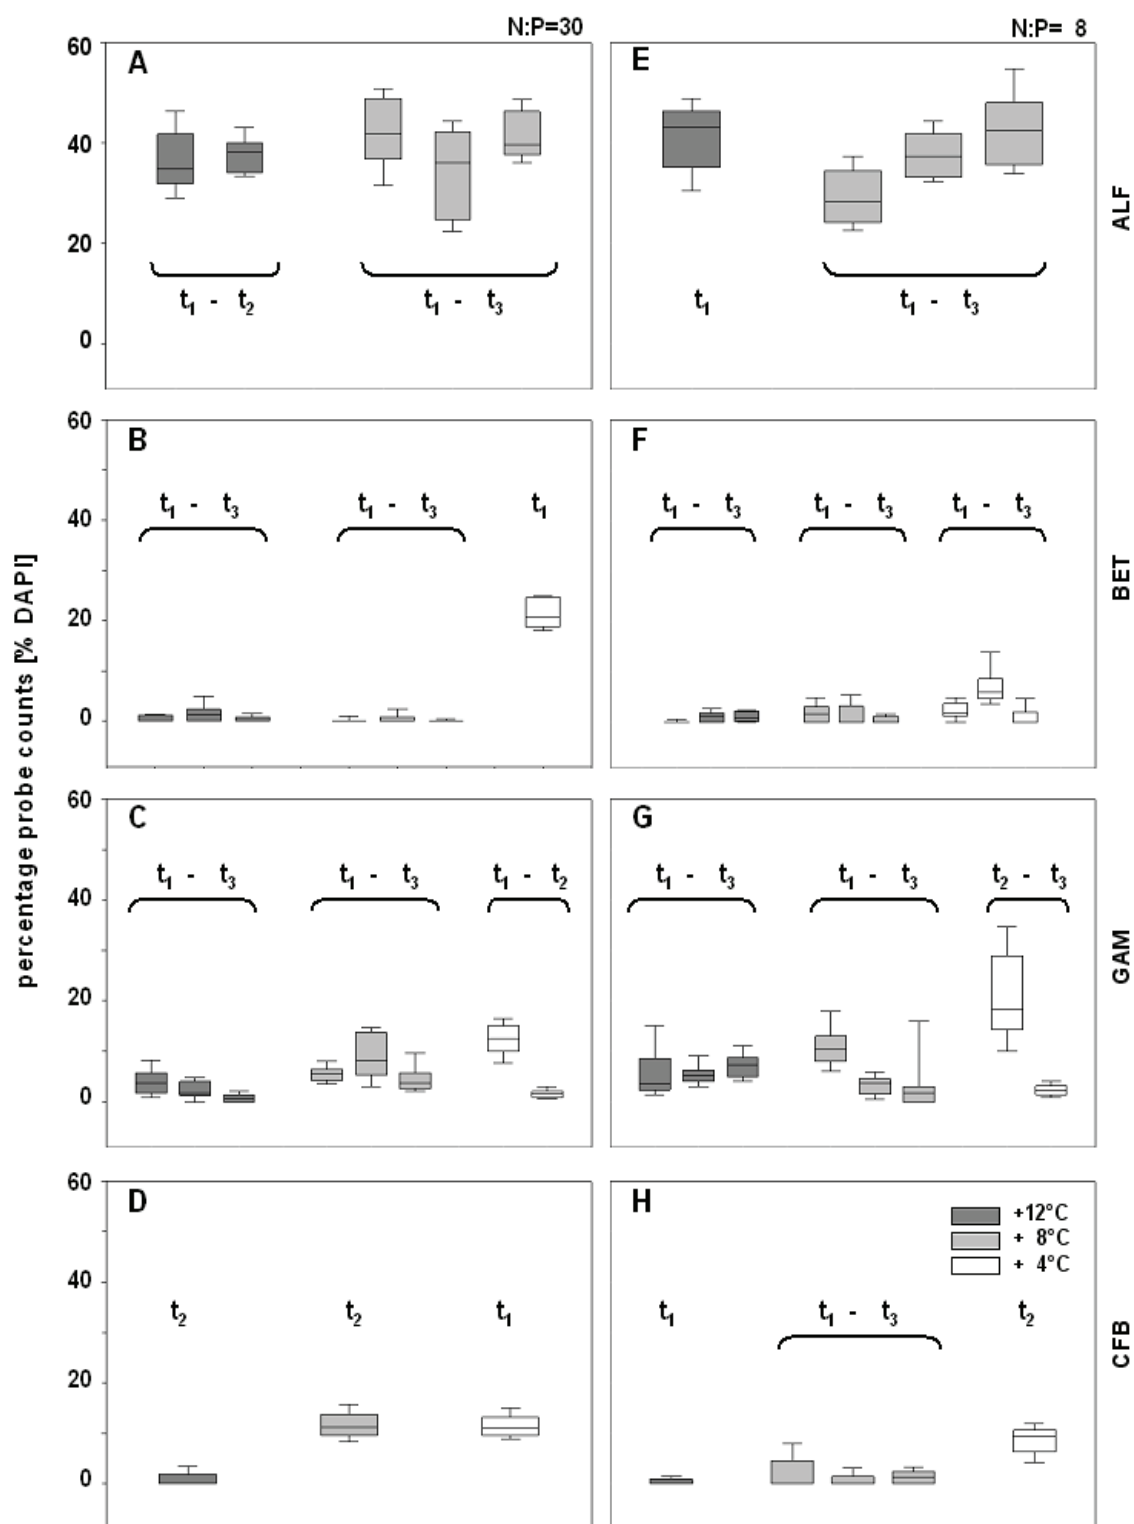 N:P=30
N:P= 8
60
40
20
0
A
t1 - t2
t1 - t3
E
t1
t1 - t3
ALF
60
40
20
0
B
t1 - t3
t1 - t3
t1
F
t1 - t3
t1 - t3
t1 - t3
BET
percentage probe counts [% DAPI]
60
40
20
0
C
t1 - t3
t1 - t3
t1 - t2
G
t1 - t3
t1 - t3
t2 - t3
GAM
60
40
20
0
D
t2
t2
t1
H
+12°C
+ 8°C
+ 4°C
t1
t1 - t3
t2
CFB